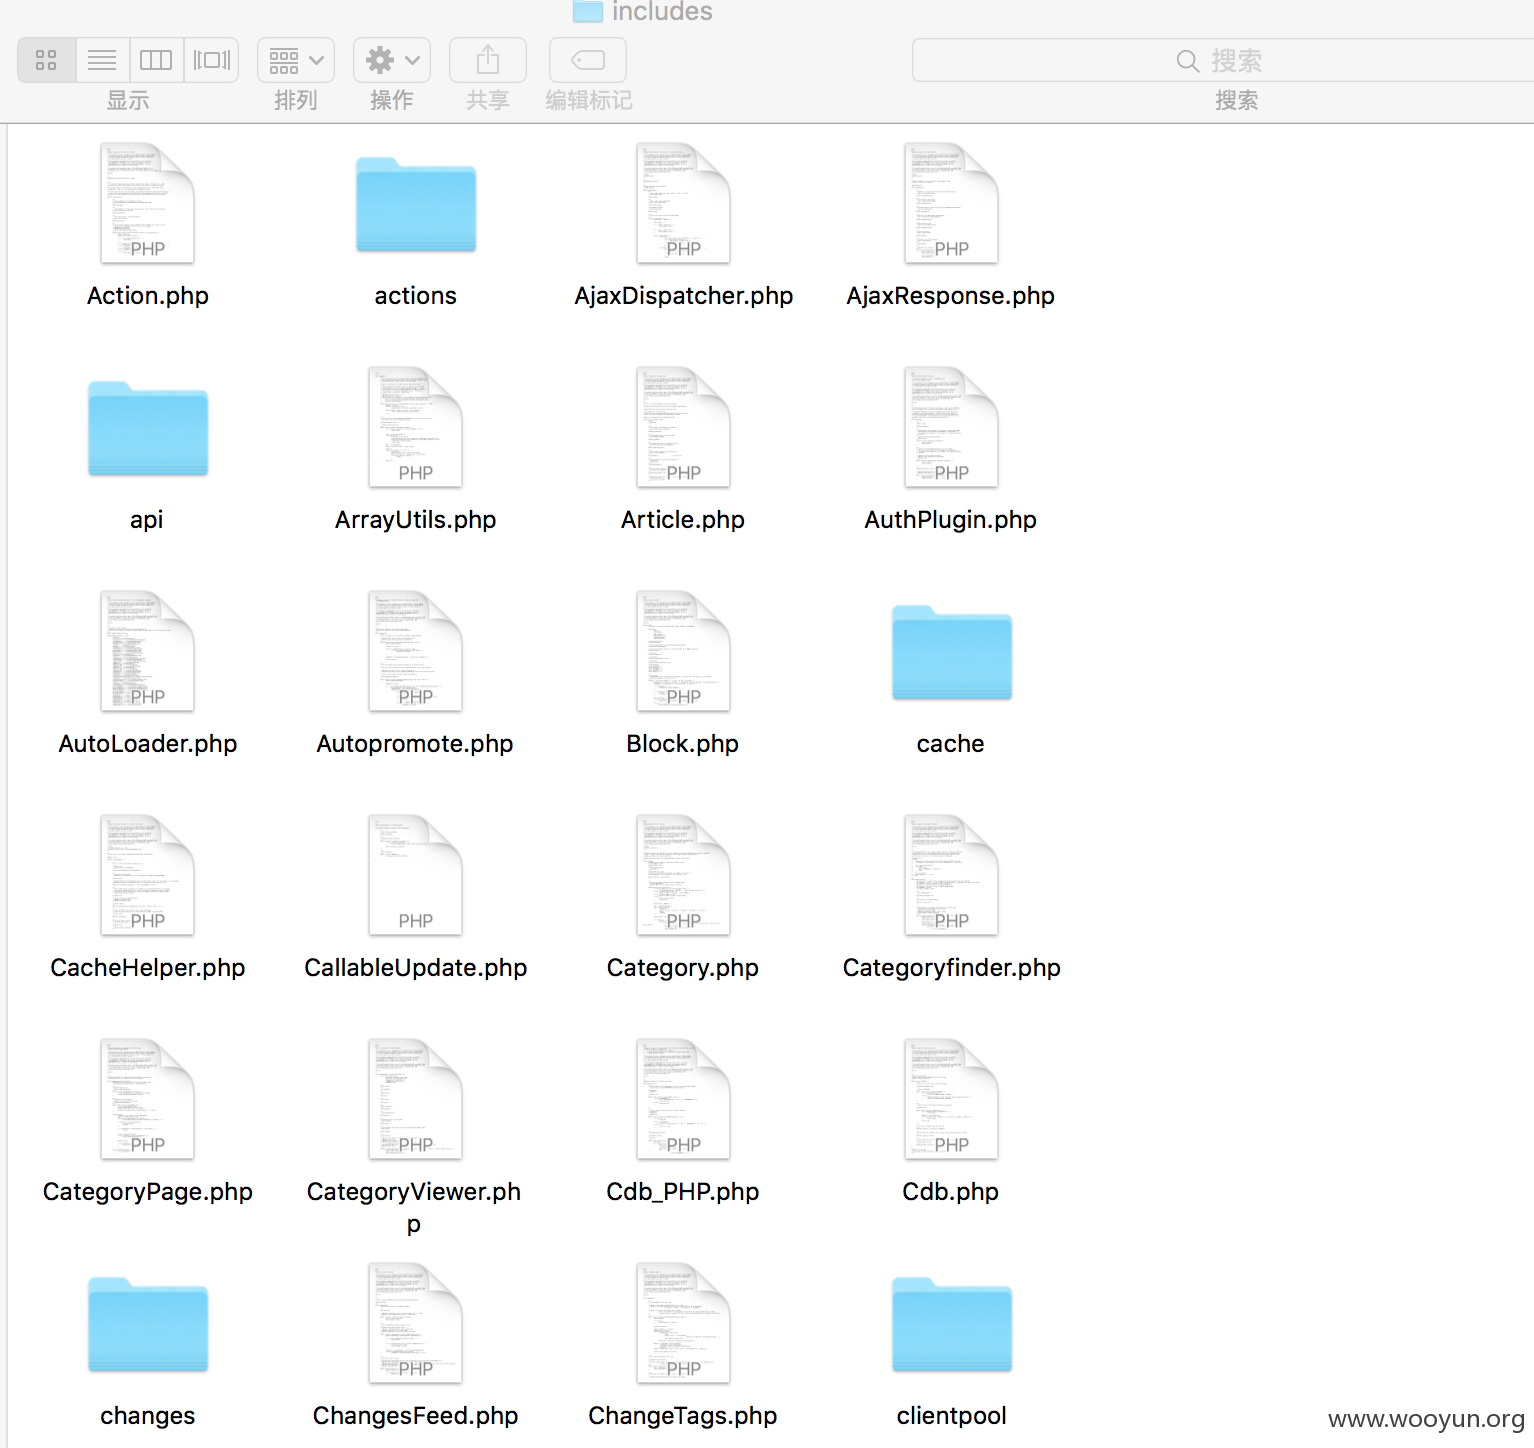 includes
搜索
显示
排列
操作
共享
编辑标记
搜索
PHP
PHP
PHP
Action.php
actions
AjaxDispatcher.php
AjaxResponse.php
PHP
PHP
PHP
api
ArrayUtils.php
Article.php
AuthPlugin.php
PHP
PHP
PHP
AutoLoader.php
Autopromote.php
Block.php
cache
PHP
PHP
PHP
PHP
CacheHelper.php
CallableUpdate.php
Category.php
Categoryfinder.php
PHP
PHP
PHP
PHP
CategoryPage.php
CategoryViewer.ph
p
Cdb_PHP.php
Cdb.php
PHP
PHP
changes
ChangesFeed.php
ChangeTags.php
clientpool
www.wooyun.org